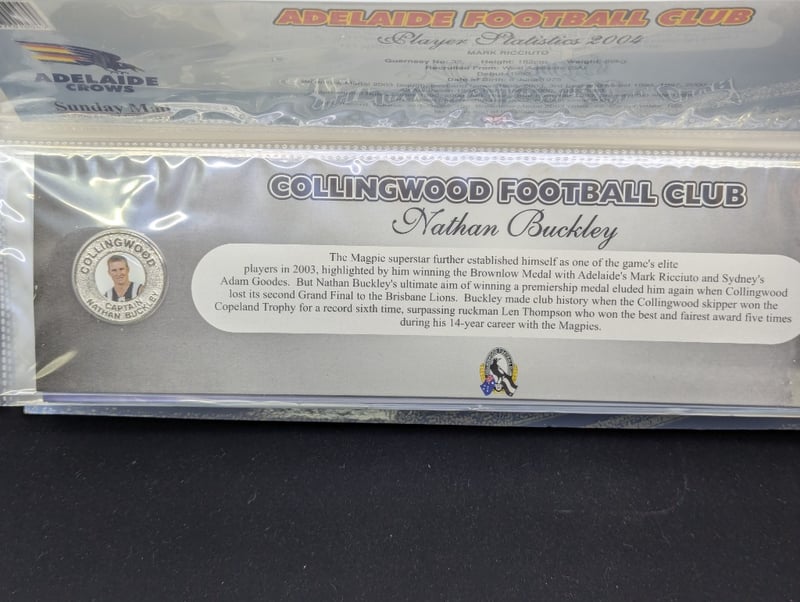 ADELAIDE FOOTBALL CLUB
Player Statistics 2004
MARK RICCIUTO
ADELAIDE
CROWS
Sunday Mail
COLLINGWOOD FOOTBALL CLUB
Nathan Buckley
COLLINGWOOD
CAPTAIN
NATHAN BUCKLEY
The Magpie superstar further established himself as one of the game's elite
players in 2003, highlighted by him winning the Brownlow Medal with Adelaide's Mark Ricciuto and Sydney's
Adam Goodes. But Nathan Buckley's ultimate aim of winning a premiership medal eluded him again when Collingwood
lost its second Grand Final to the Brisbane Lions. Buckley made club history when the Collingwood skipper won the
Copeland Trophy for a record sixth time, surpassing ruckman Len Thompson who won the best and fairest award five times
during his 14-year career with the Magpies.